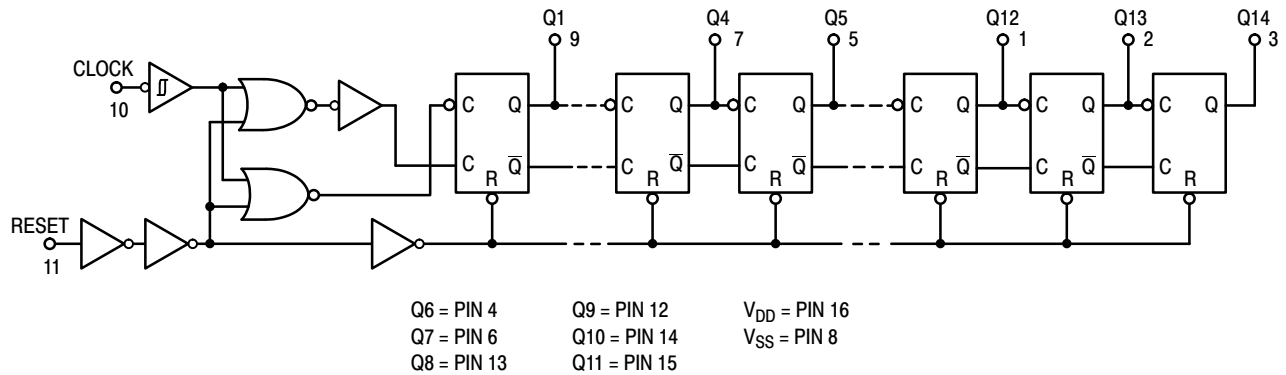 Q1 Q4 Q5 Q12 Q13 Q14
9 7 5 1 2 3
CLOCK
10
C Q C Q C Q C Q C Q C Q
C Q̅ C Q̅ C Q̅ C Q̅ C Q̅ C
R R R R R R
RESET
11
Q6 = PIN 4 Q9 = PIN 12 VDD = PIN 16
Q7 = PIN 6 Q10 = PIN 14 VSS = PIN 8
Q8 = PIN 13 Q11 = PIN 15